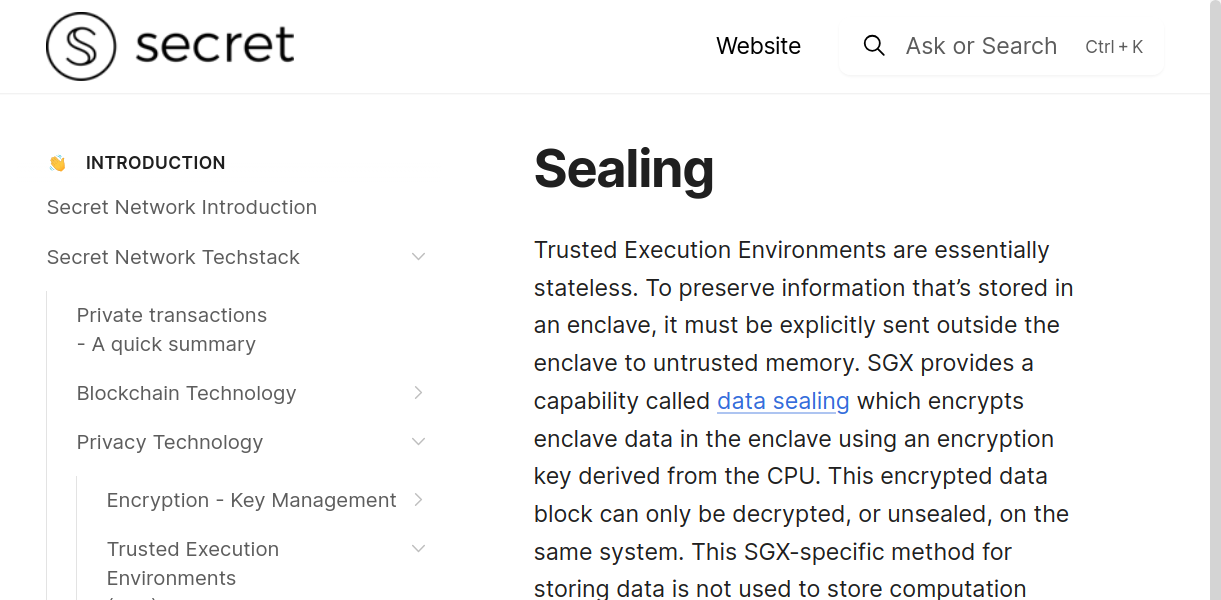 secret
Website
Ask or Search
Ctrl + K
INTRODUCTION
Secret Network Introduction
Secret Network Techstack
Private transactions
- A quick summary
Blockchain Technology
Privacy Technology
Encryption - Key Management
Trusted Execution
Environments
Sealing
Trusted Execution Environments are essentially
stateless. To preserve information that’s stored in
an enclave, it must be explicitly sent outside the
enclave to untrusted memory. SGX provides a
capability called data sealing which encrypts
enclave data in the enclave using an encryption
key derived from the CPU. This encrypted data
block can only be decrypted, or unsealed, on the
same system. This SGX-specific method for
storing data is not used to store computation